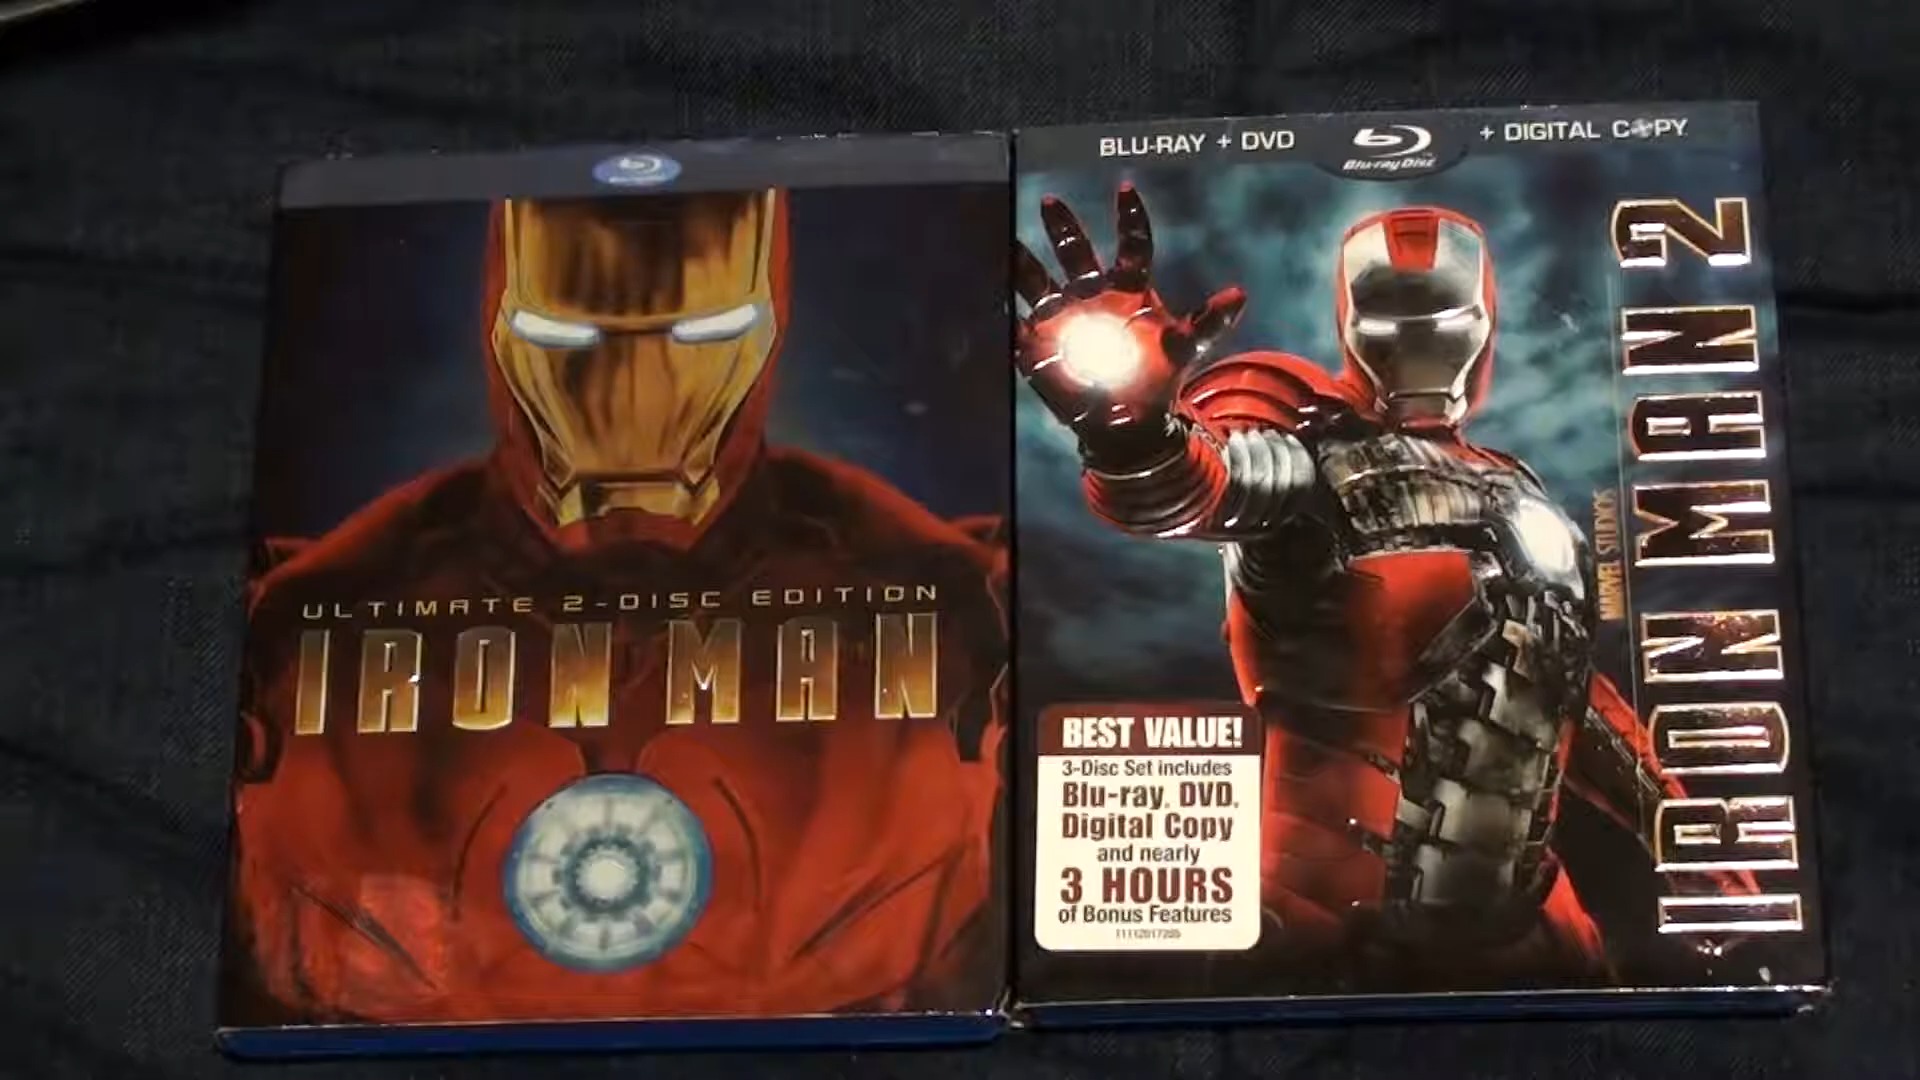 ULTIMATE 2-DISC EDITION
IRON MAN
BLU-RAY + DVD
Blu-ray Disc
+ DIGITAL COPY
IRON MAN 2
MARVEL STUDIOS
BEST VALUE!
3-Disc Set includes
Blu-ray, DVD,
Digital Copy
and nearly
3 HOURS
of Bonus Features